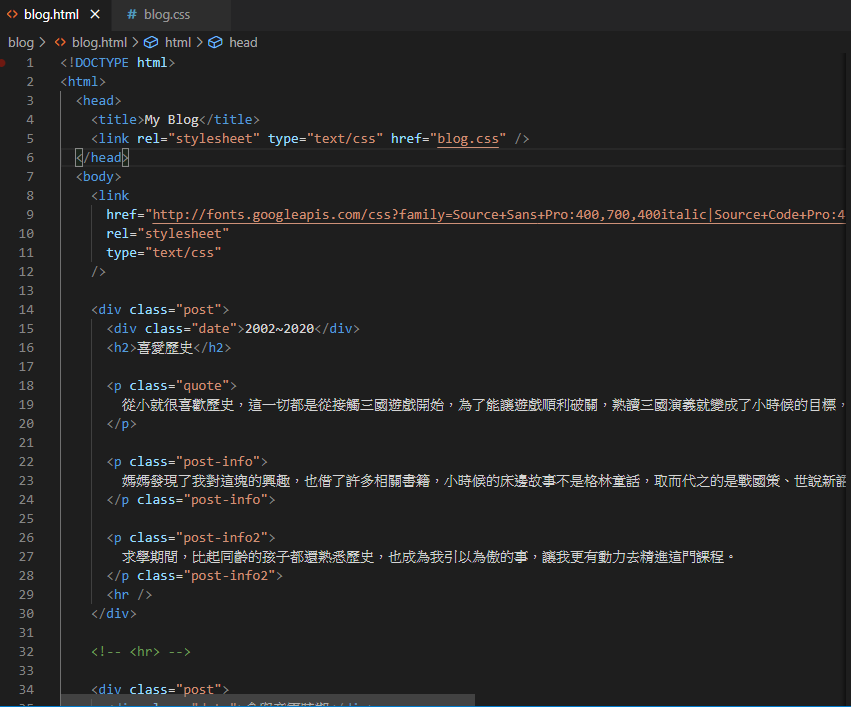 blog.html × # blog.css
blog > blog.html > html > head
1 <!DOCTYPE html>
2 <html>
3 <head>
4 <title>My Blog</title>
5 <link rel="stylesheet" type="text/css" href="blog.css" />
6 </head>
7 <body>
8 <link
9 href="http://fonts.googleapis.com/css?family=Source+Sans+Pro:400,700,400italic|Source+Code+Pro:4
10 rel="stylesheet"
11 type="text/css"
12 />
13
14 <div class="post">
15 <div class="date">2002~2020</div>
16 <h2>喜愛歷史</h2>
17
18 <p class="quote">
19 從小就很喜歡歷史，這一切都是從接觸三國遊戲開始，為了能讓遊戲順利破關，熟讀三國演義就變成了小時候的目標，
20 </p>
21
22 <p class="post-info">
23 媽媽發現了我對這塊的興趣，也借了許多相關書籍，小時候的床邊故事不是格林童話，取而代之的是戰國策、世說新語
24 </p class="post-info">
25
26 <p class="post-info2">
27 求學期間，比起同齡的孩子都還熟悉歷史，也成為我引以為傲的事，讓我更有動力去精進這門課程。
28 </p class="post-info2">
29 <hr />
30 </div>
31
32 <!-- <hr> -->
33
34 <div class="post">